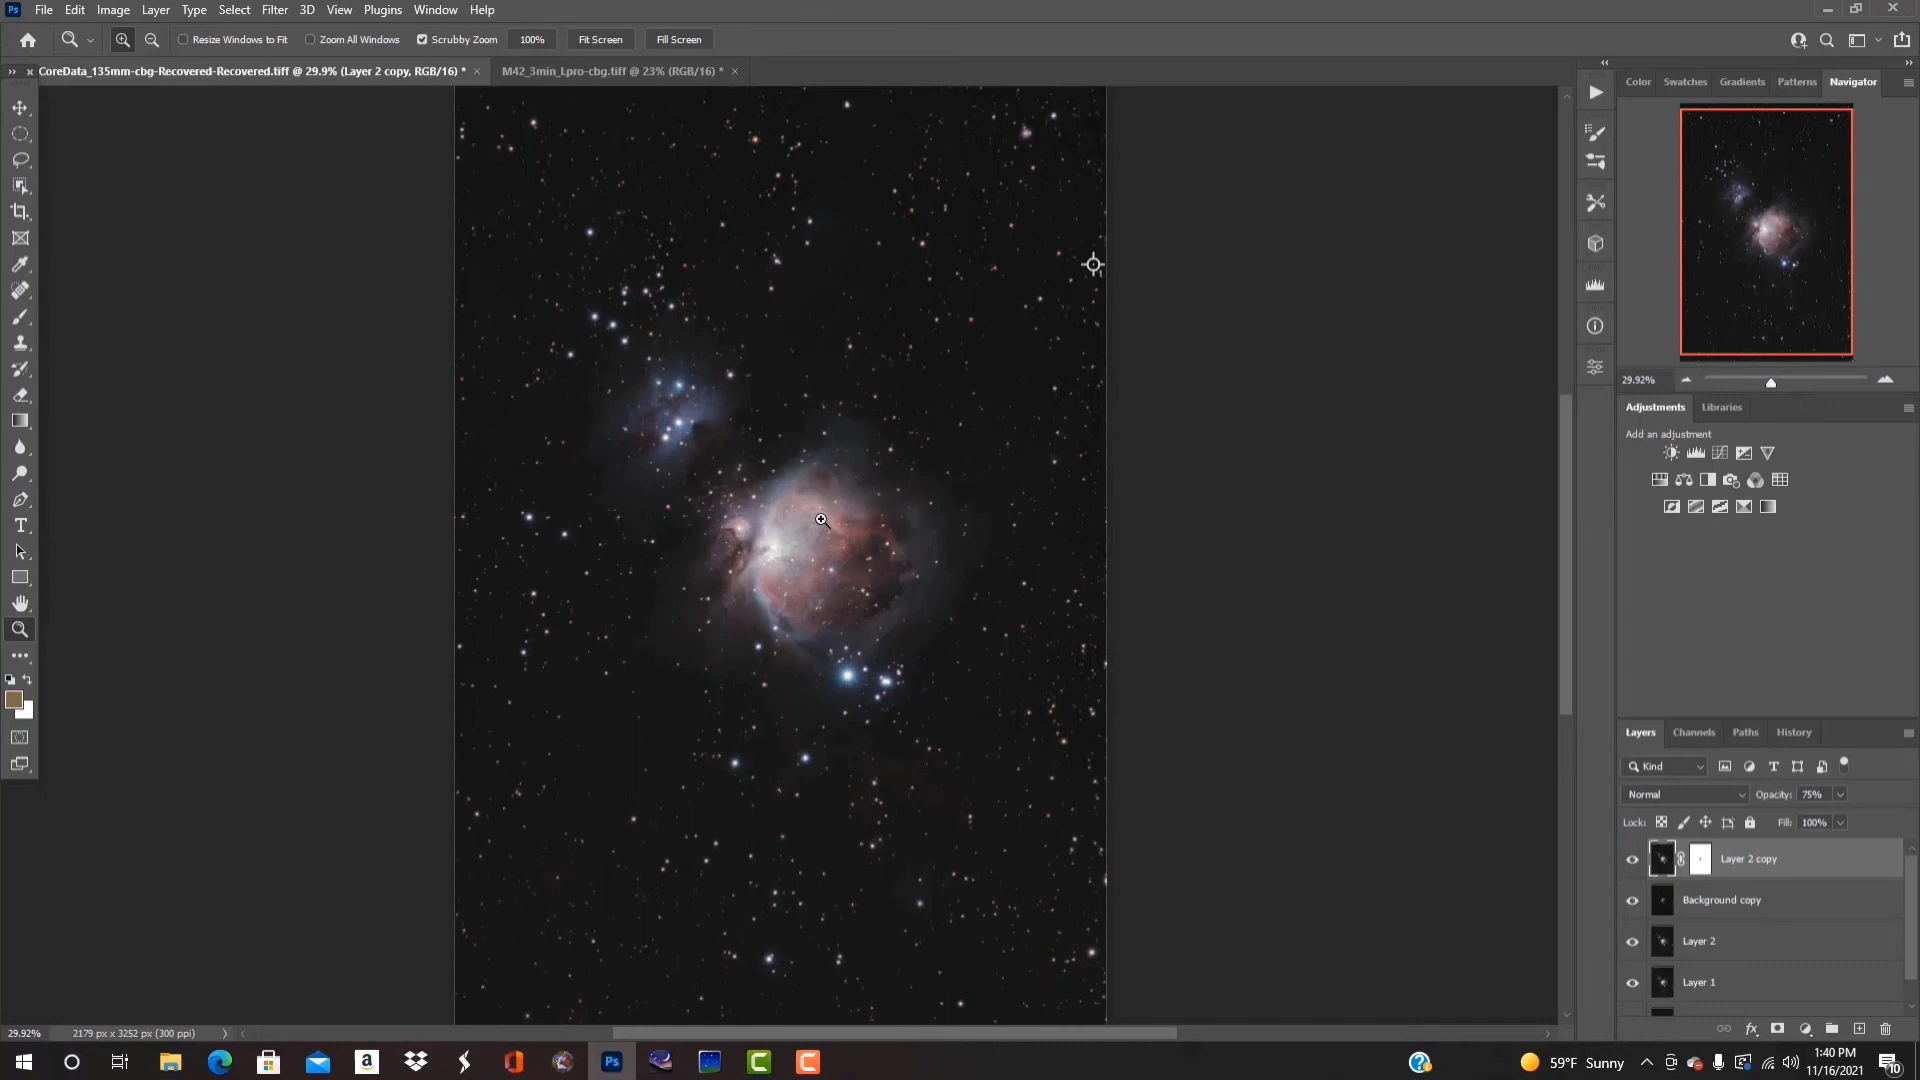 Ps File Edit Image Layer Type Select Filter 3D View Plugins Window Help
Resize Windows to Fit Zoom All Windows Scrubby Zoom 100% Fit Screen Fill Screen
CoreData_135mm-cbg-Recovered-Recovered.tiff @ 29.9% (Layer 2 copy, RGB/16) * M42_3min_Lpro-cbg.tiff @ 23% (RGB/16) *
Color Swatches Gradients Patterns Navigator
29.92%
Adjustments Libraries
Add an adjustment
Layers Channels Paths History
Kind
Normal Opacity: 75%
Lock: Fill: 100%
Layer 2 copy
Background copy
Layer 2
Layer 1
29.92% 2179 px x 3252 px (300 ppi)
59°F Sunny
1:40 PM
11/16/2021
10